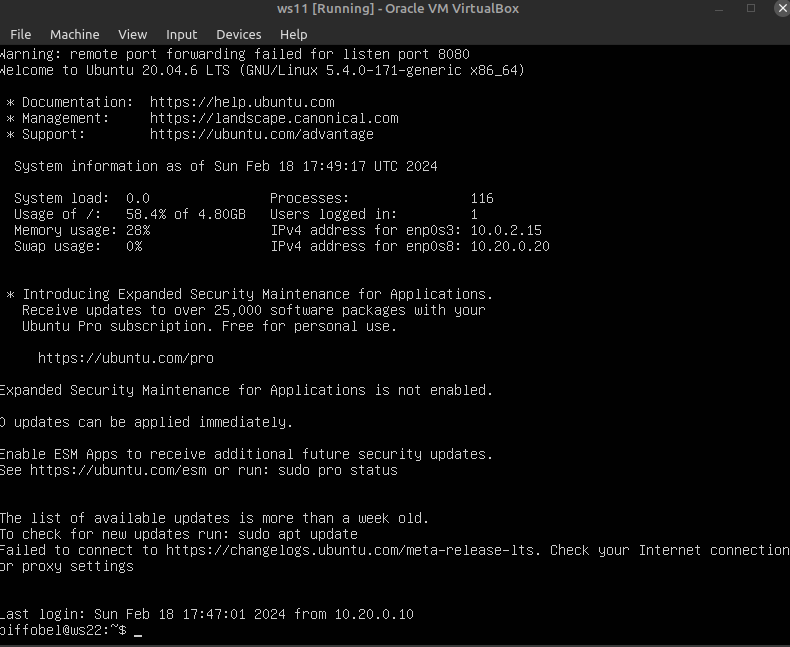 ws11 [Running] - Oracle VM VirtualBox
File Machine View Input Devices Help
Warning: remote port forwarding failed for listen port 8080
Welcome to Ubuntu 20.04.6 LTS (GNU/Linux 5.4.0-171-generic x86_64)
* Documentation: https://help.ubuntu.com
* Management: https://landscape.canonical.com
* Support: https://ubuntu.com/advantage
System information as of Sun Feb 18 17:49:17 UTC 2024
System load: 0.0 Processes: 116
Usage of /: 58.4% of 4.80GB Users logged in: 1
Memory usage: 28% IPv4 address for enp0s3: 10.0.2.15
Swap usage: 0% IPv4 address for enp0s8: 10.20.0.20
* Introducing Expanded Security Maintenance for Applications.
Receive updates to over 25,000 software packages with your
Ubuntu Pro subscription. Free for personal use.
https://ubuntu.com/pro
Expanded Security Maintenance for Applications is not enabled.
0 updates can be applied immediately.
Enable ESM Apps to receive additional future security updates.
See https://ubuntu.com/esm or run: sudo pro status
The list of available updates is more than a week old.
To check for new updates run: sudo apt update
Failed to connect to https://changelogs.ubuntu.com/meta-release-lts. Check your Internet connection
or proxy settings
Last login: Sun Feb 18 17:47:01 2024 from 10.20.0.10
biffobel@ws22:~$ _